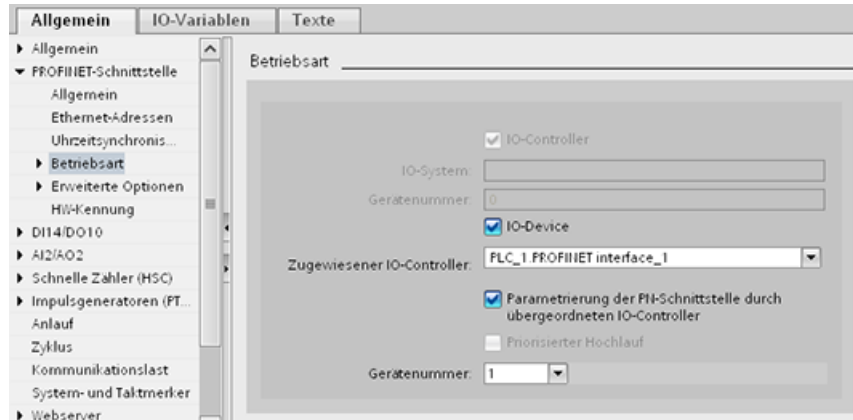 Allgemein
IO-Variablen
Texte
Allgemein
PROFINET-Schnittstelle
Allgemein
Ethernet-Adressen
Uhrzeitsynchronis...
Betriebsart
Erweiterte Optionen
HW-Kennung
DI14/DO10
AI2/AO2
Schnelle Zähler (HSC)
Impulsgeneratoren (PT...
Anlauf
Zyklus
Kommunikationslast
System- und Taktmerker
Webserver
Betriebsart
IO-Controller
IO-System:
Gerätenummer: 0
IO-Device
Zugewiesener IO-Controller: PLC_1.PROFINET interface_1
Parametrierung der PN-Schnittstelle durch
übergeordneten IO-Controller
Priorisierter Hochlauf
Gerätenummer: 1